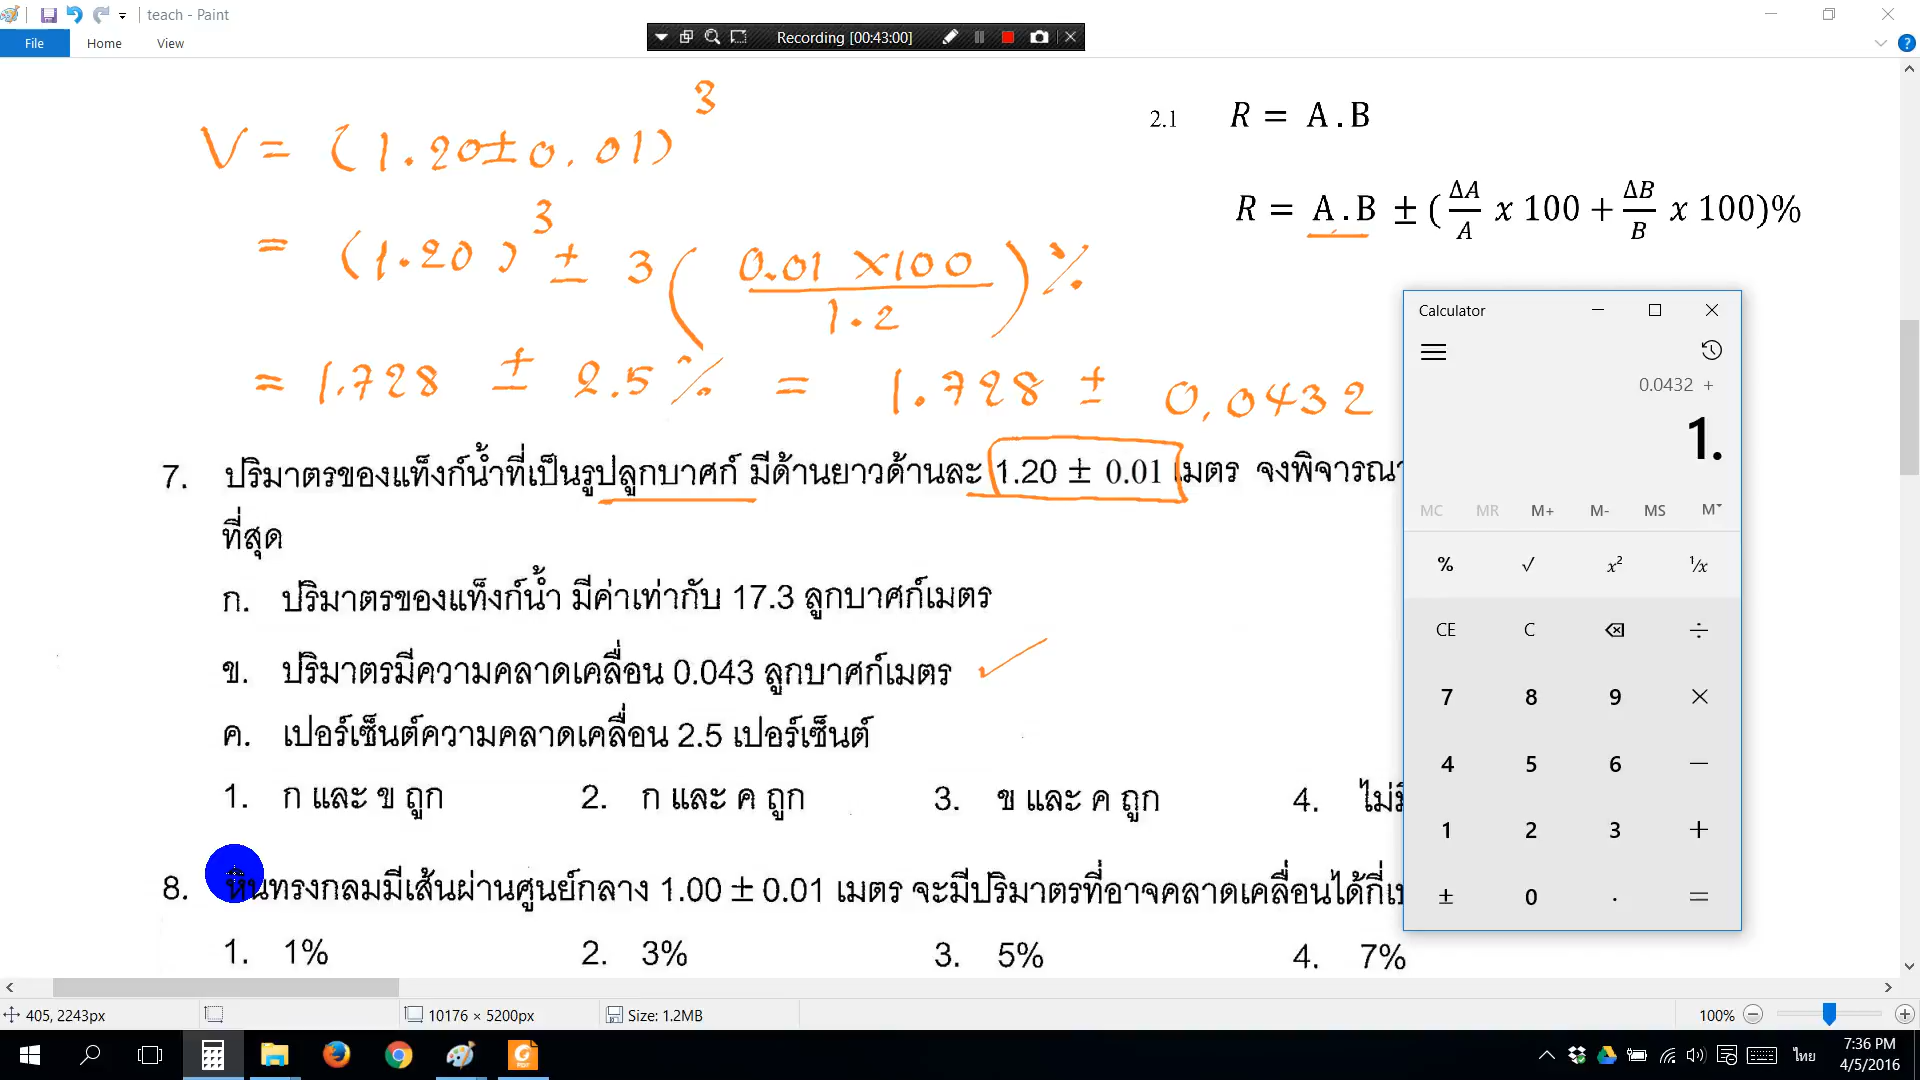 teach - Paint
Recording [00:43:00]
File Home View
V = (1.20±0.01)³
2.1 R = A.B
R = A.B ± (ΔA/A x 100 + ΔB/B x 100)%
= (1.20)³ ± 3 (0.01 ×100 / 1.2)%
= 1.728 ± 2.5% = 1.728 ± 0.0432
Calculator
0.0432 +
1.
MC MR M+ M- MS M
% √ x² ¹/x
CE C ÷
7 8 9 ×
4 5 6 −
1 2 3 +
± 0 . =
7. ปริมาตรของแท็งก์น้ำที่เป็นรูปลูกบาศก์ มีด้านยาวด้านละ 1.20 ± 0.01 เมตร จงพิจารณา
ที่สุด
ก. ปริมาตรของแท็งก์น้ำ มีค่าเท่ากับ 17.3 ลูกบาศก์เมตร
ข. ปริมาตรมีความคลาดเคลื่อน 0.043 ลูกบาศก์เมตร ✓
ค. เปอร์เซ็นต์ความคลาดเคลื่อน 2.5 เปอร์เซ็นต์
1. ก และ ข ถูก 2. ก และ ค ถูก 3. ข และ ค ถูก 4.
8. หินทรงกลมมีเส้นผ่านศูนย์กลาง 1.00 ± 0.01 เมตร จะมีปริมาตรที่อาจคลาดเคลื่อนได้กี่
1. 1% 2. 3% 3. 5% 4. 7%
405, 2243px 10176 × 5200px Size: 1.2MB 100%
ไทย 7:36 PM
4/5/2016